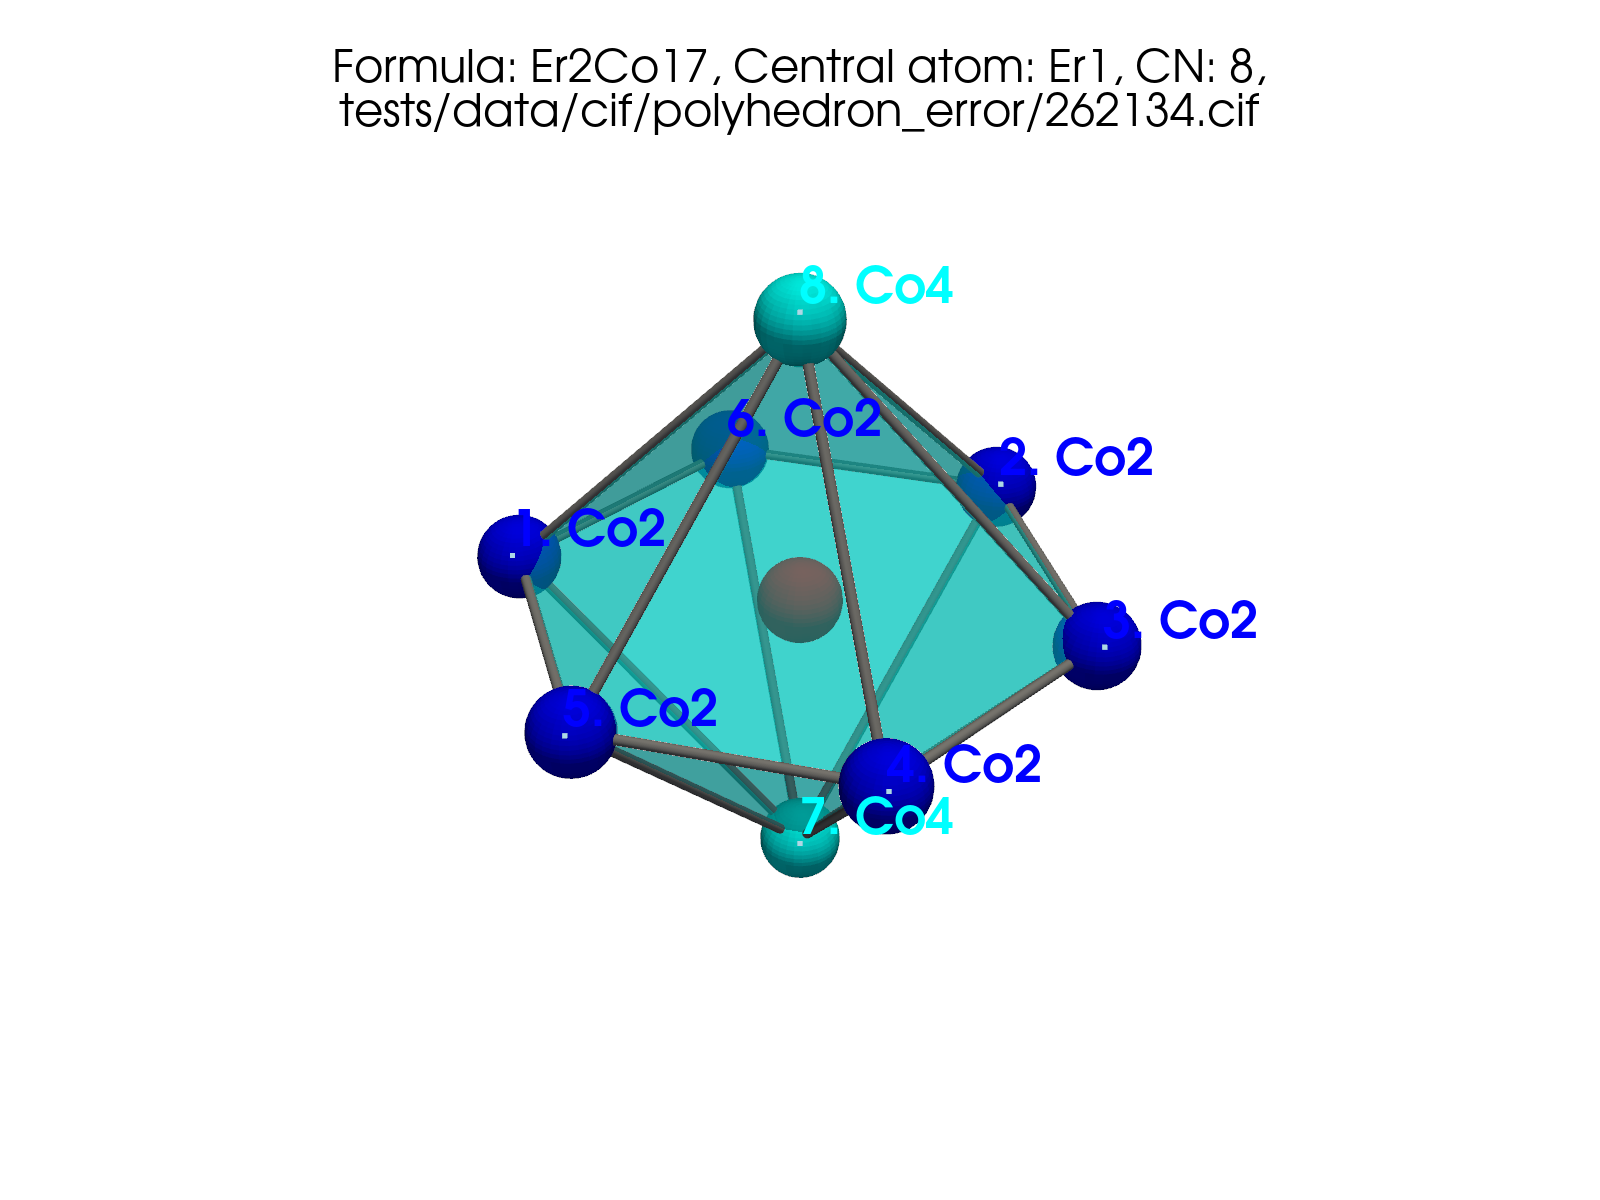 Formula: Er2Co17, Central atom: Er1, CN: 8,
tests/data/cif/polyhedron_error/262134.cif
8. Co4
6. Co2
2. Co2
1. Co2
3. Co2
5. Co2
4. Co2
7. Co4